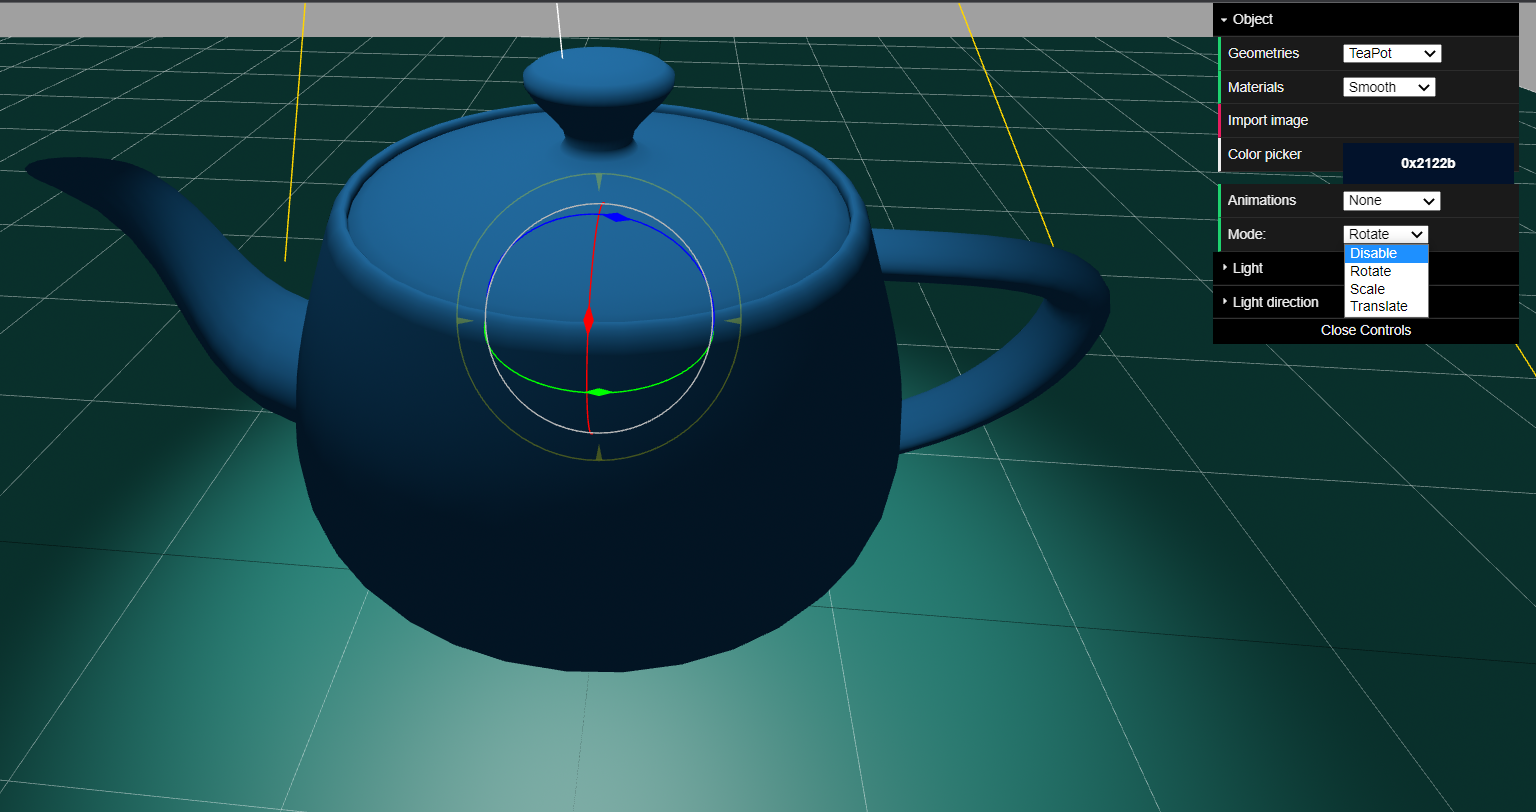 Object
Geometries TeaPot
Materials Smooth
Import image
Color picker 0x2122b
Animations None
Mode: Rotate
Disable
Light Rotate
Scale
Light direction Translate
Close Controls